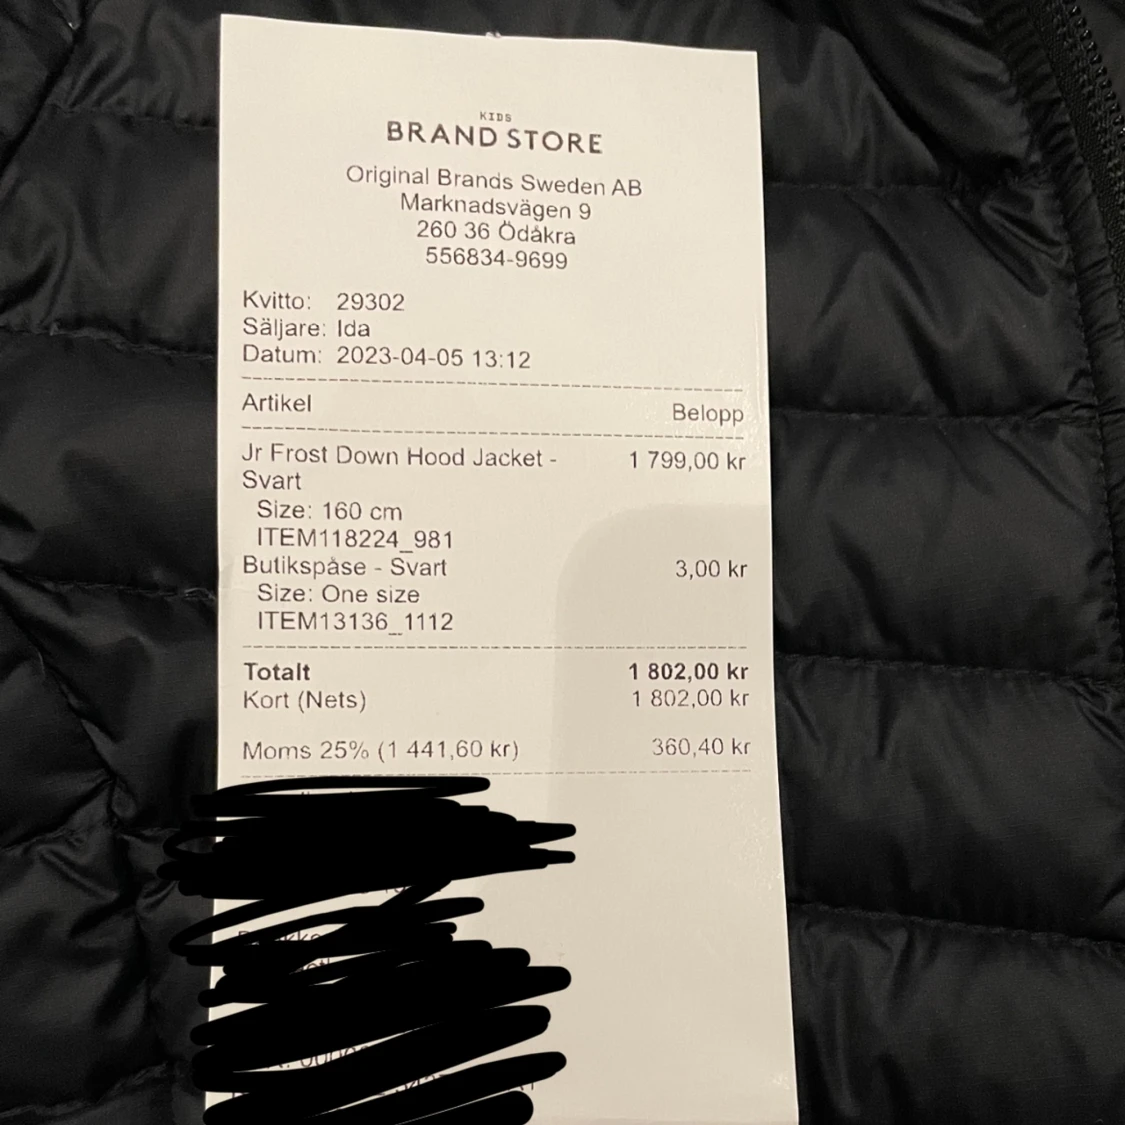 KIDS
BRAND STORE
Original Brands Sweden AB
Marknadsvägen 9
260 36 Ödåkra
556834-9699
Kvitto: 29302
Säljare: Ida
Datum: 2023-04-05 13:12
Artikel Belopp
Jr Frost Down Hood Jacket - 1 799,00 kr
Svart
Size: 160 cm
ITEM118224_981
Butikspåse - Svart 3,00 kr
Size: One size
ITEM13136_1112
Totalt 1 802,00 kr
Kort (Nets) 1 802,00 kr
Moms 25% (1 441,60 kr) 360,40 kr